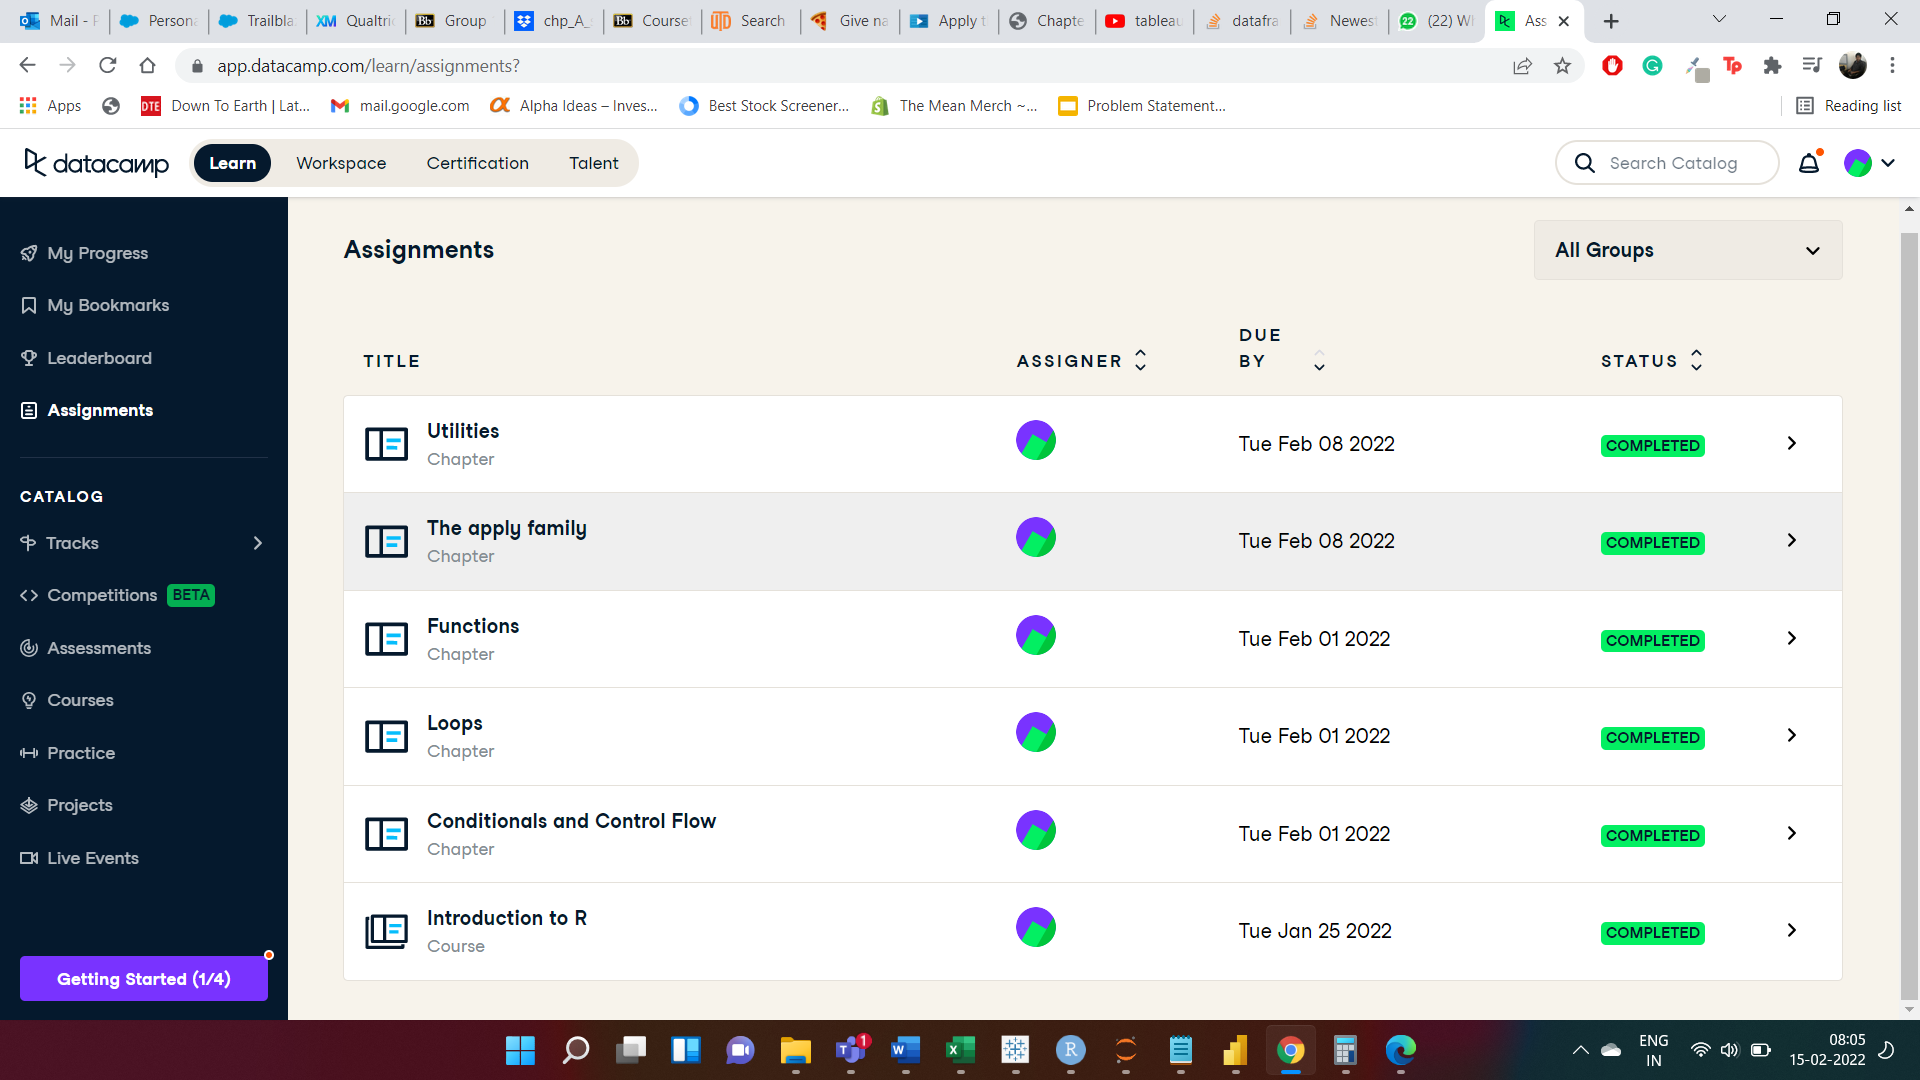 Mail - P Persona Trailbla Qualtric Group chp_A_ Course Search Give na Apply t Chapte tableau datafra Newest (22) Wh Ass
app.datacamp.com/learn/assignments?
Apps Down To Earth | Lat... mail.google.com Alpha Ideas – Inves... Best Stock Screener... The Mean Merch ~... Problem Statement... Reading list
datacamp Learn Workspace Certification Talent Search Catalog
My Progress
My Bookmarks
Leaderboard
Assignments
CATALOG
Tracks
Competitions BETA
Assessments
Courses
Practice
Projects
Live Events
Getting Started (1/4)
Assignments
All Groups
TITLE ASSIGNER DUE BY STATUS
Utilities
Chapter
Tue Feb 08 2022 COMPLETED
The apply family
Chapter
Tue Feb 08 2022 COMPLETED
Functions
Chapter
Tue Feb 01 2022 COMPLETED
Loops
Chapter
Tue Feb 01 2022 COMPLETED
Conditionals and Control Flow
Chapter
Tue Feb 01 2022 COMPLETED
Introduction to R
Course
Tue Jan 25 2022 COMPLETED
ENG
IN
08:05
15-02-2022